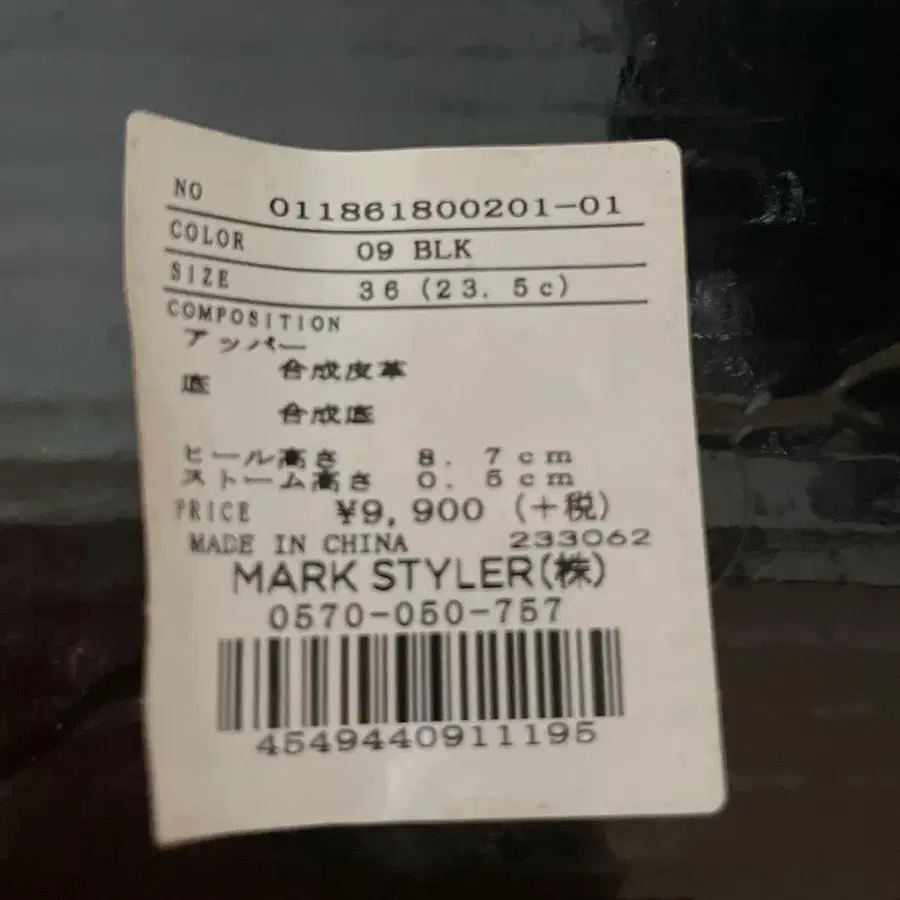 NO 011861800201-01
COLOR 09 BLK
SIZE 36 (23. 5c)
COMPOSITION
アッパー
合成皮革
底
合成底
ヒール高さ 8. 7cm
ストーム高さ 0. 5cm
PRICE ¥9, 900 (+税)
MADE IN CHINA 233062
MARK STYLER(株)
0570-050-757
4549440911195